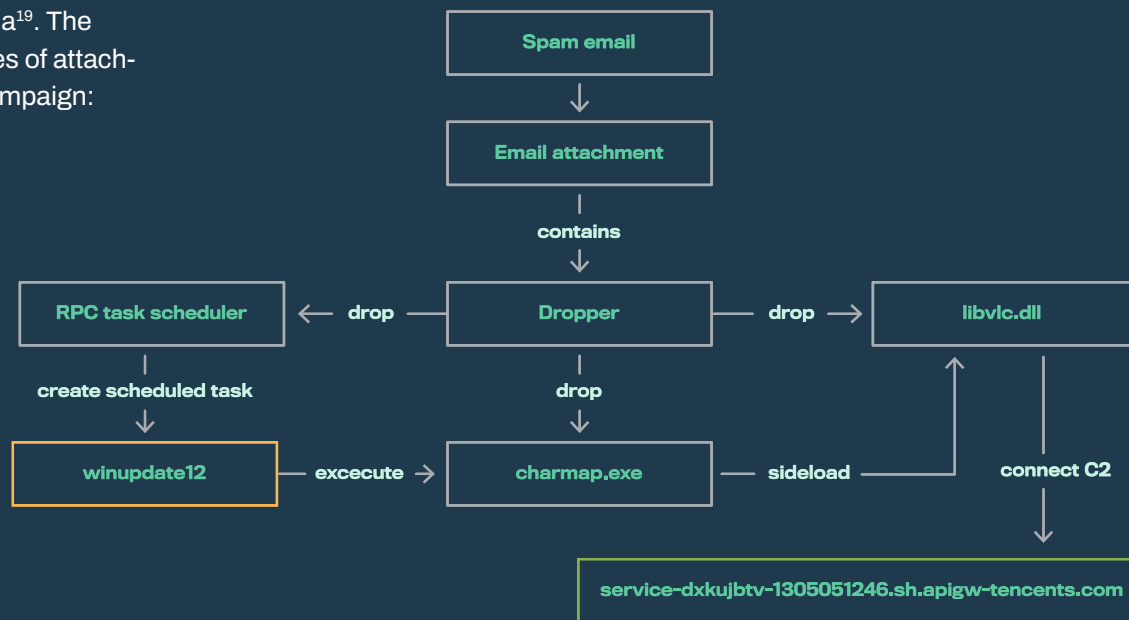 a¹⁹. The
es of attach-
mpaign:
Spam email
Email attachment
contains
RPC task scheduler
drop
Dropper
drop
libvlc.dll
create scheduled task
drop
winupdate12
excecute
charmap.exe
sideload
connect C2
service-dxkujbtv-1305051246.sh.apigw-tencents.com